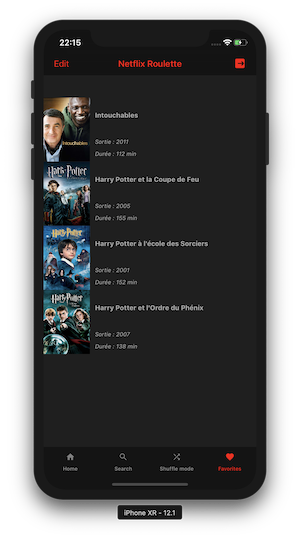 22:15
Edit
Netflix Roulette
Intouchables
Sortie : 2011
Durée : 112 min
Harry Potter et la Coupe de Feu
Sortie : 2005
Durée : 155 min
Harry Potter à l'école des Sorciers
Sortie : 2001
Durée : 152 min
Harry Potter et l'Ordre du Phénix
Sortie : 2007
Durée : 138 min
Home
Search
Shuffle mode
Favorites
iPhone XR - 12.1